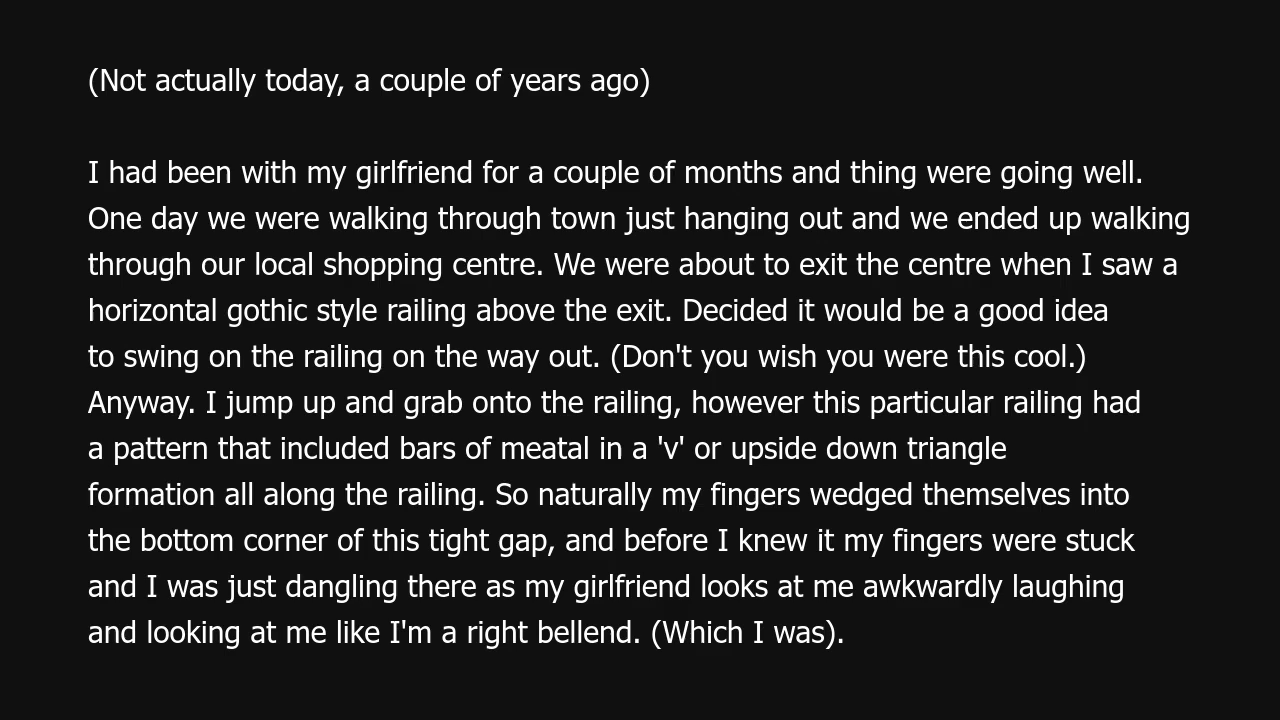 (Not actually today, a couple of years ago)
I had been with my girlfriend for a couple of months and thing were going well.
One day we were walking through town just hanging out and we ended up walking
through our local shopping centre. We were about to exit the centre when I saw a
horizontal gothic style railing above the exit. Decided it would be a good idea
to swing on the railing on the way out. (Don't you wish you were this cool.)
Anyway. I jump up and grab onto the railing, however this particular railing had
a pattern that included bars of meatal in a 'v' or upside down triangle
formation all along the railing. So naturally my fingers wedged themselves into
the bottom corner of this tight gap, and before I knew it my fingers were stuck
and I was just dangling there as my girlfriend looks at me awkwardly laughing
and looking at me like I'm a right bellend. (Which I was).